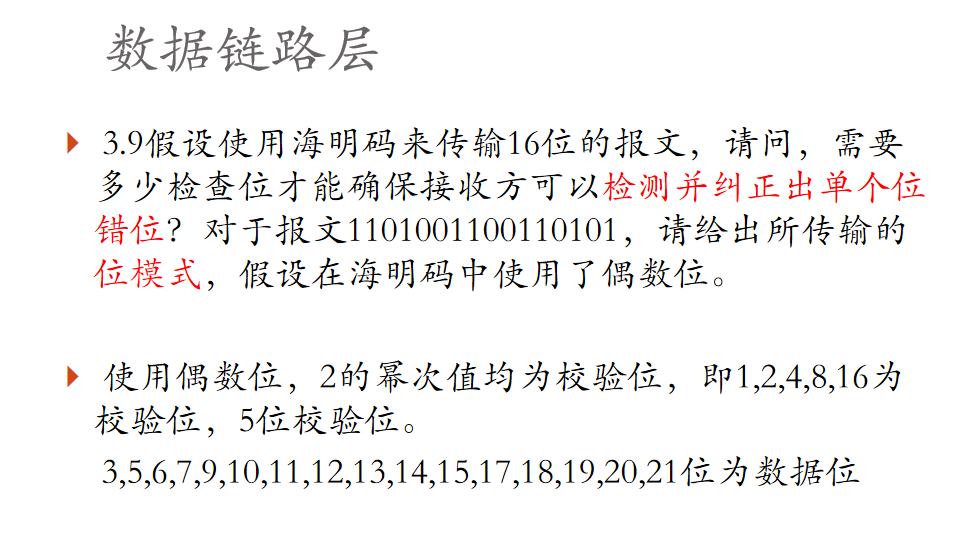 数据链路层
3.9假设使用海明码来传输16位的报文，请问，需要
多少检查位才能确保接收方可以检测并纠正出单个位
错位？对于报文1101001100110101，请给出所传输的
位模式，假设在海明码中使用了偶数位。
使用偶数位，2的幂次值均为校验位，即1,2,4,8,16为
校验位，5位校验位。
3,5,6,7,9,10,11,12,13,14,15,17,18,19,20,21位为数据位